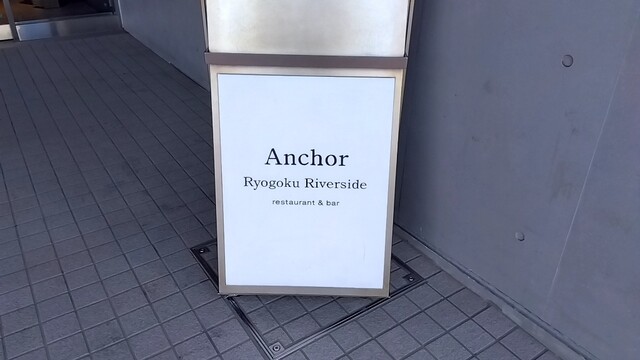 Anchor
Ryogoku Riverside
restaurant & bar